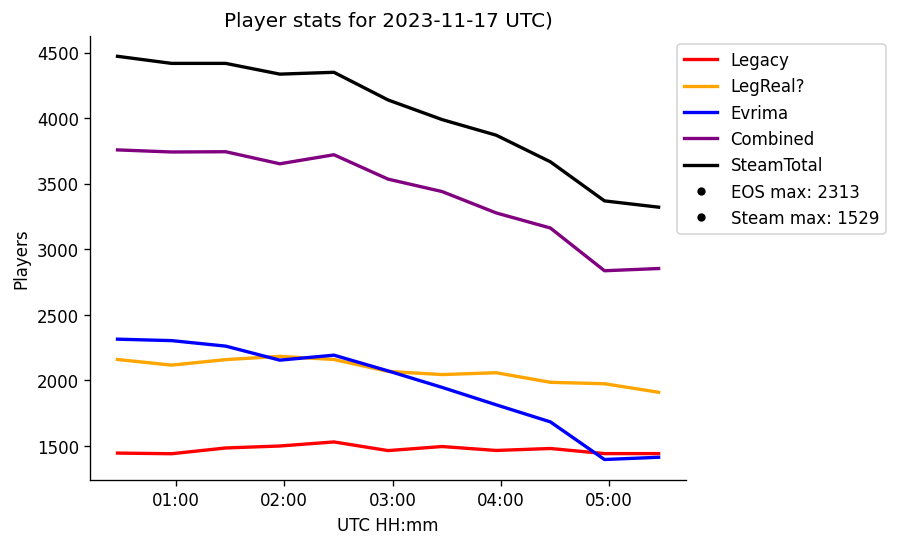 Player stats for 2023-11-17 UTC)
4500
4000
3500
3000
2500
2000
1500
Players
01:00 02:00 03:00 04:00 05:00
UTC HH:mm
Legacy
LegReal?
Evrima
Combined
SteamTotal
EOS max: 2313
Steam max: 1529